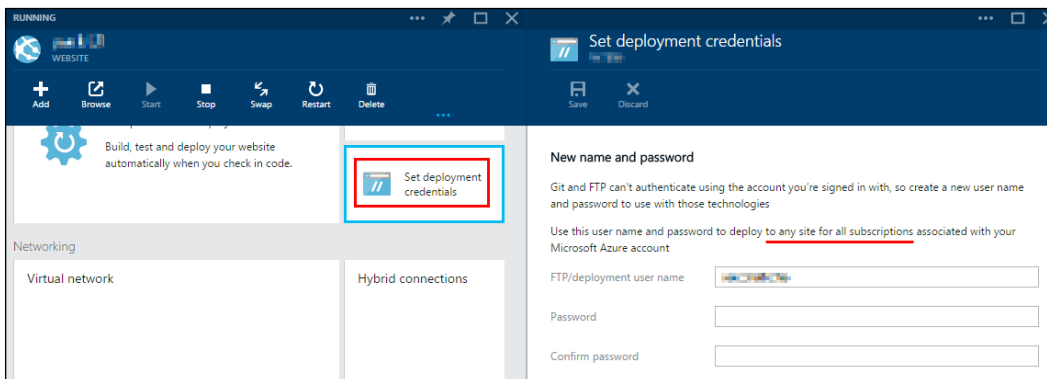 RUNNING
WEBSITE
Add Browse Start Stop Swap Restart Delete
Build, test and deploy your website
automatically when you check in code.
Set deployment
credentials
Networking
Virtual network
Hybrid connections
Set deployment credentials
Save Discard
New name and password
Git and FTP can't authenticate using the account you're signed in with, so create a new user name
and password to use with those technologies
Use this user name and password to deploy to any site for all subscriptions associated with your
Microsoft Azure account
FTP/deployment user name
Password
Confirm password